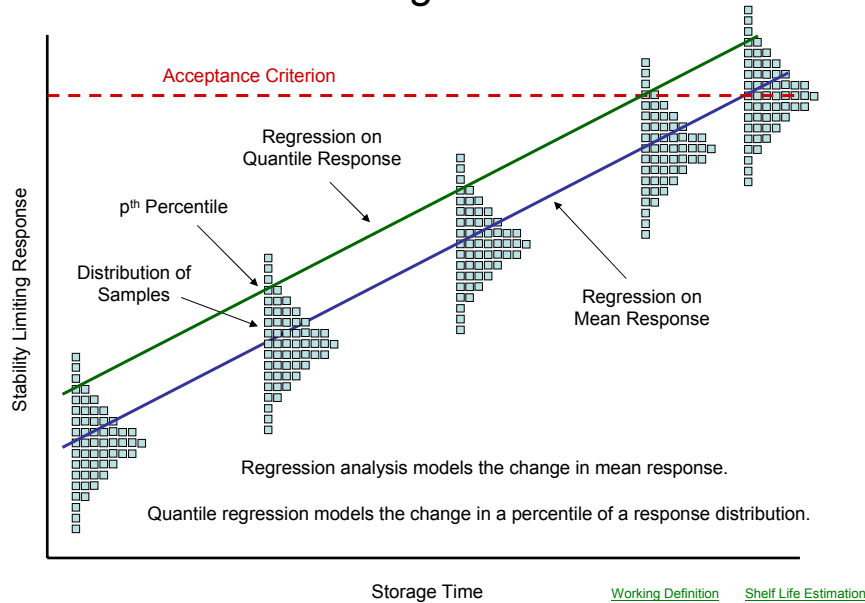 Acceptance Criterion
Regression on
Quantile Response
pth Percentile
Distribution of
Samples
Regression on
Mean Response
Stability Limiting Response
Regression analysis models the change in mean response.
Quantile regression models the change in a percentile of a response distribution.
Storage Time
Working Definition
Shelf Life Estimation